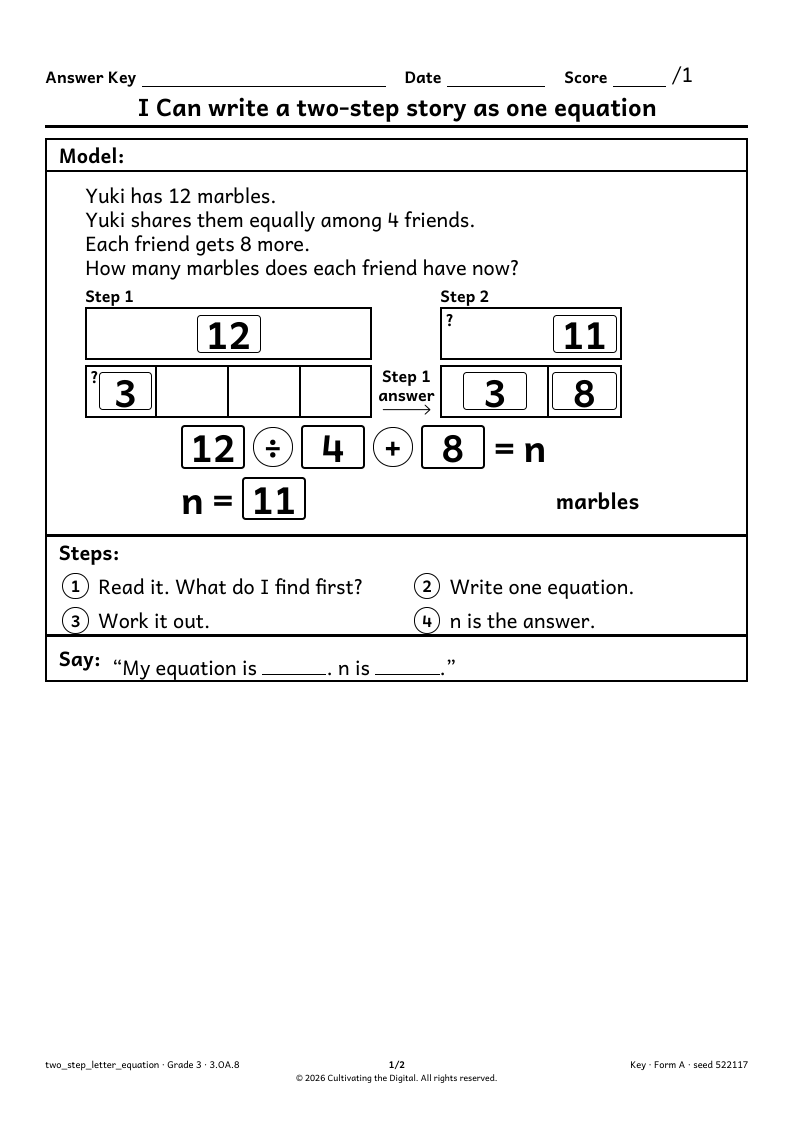 Answer Key ____ Date ____ Score ____ /1
I Can write a two-step story as one equation
Model:
Yuki has 12 marbles.
Yuki shares them equally among 4 friends.
Each friend gets 8 more.
How many marbles does each friend have now?
Step 1 Step 2
12 ? 11
? 3 Step 1 answer → 3 8
12 ÷ 4 + 8 = n
n = 11 marbles
Steps:
1 Read it. What do I find first? 2 Write one equation.
3 Work it out. 4 n is the answer.
Say: “My equation is ____. n is ____.”
two_step_letter_equation · Grade 3 · 3.OA.8 1/2 Key · Form A · seed 522117
© 2026 Cultivating the Digital. All rights reserved.